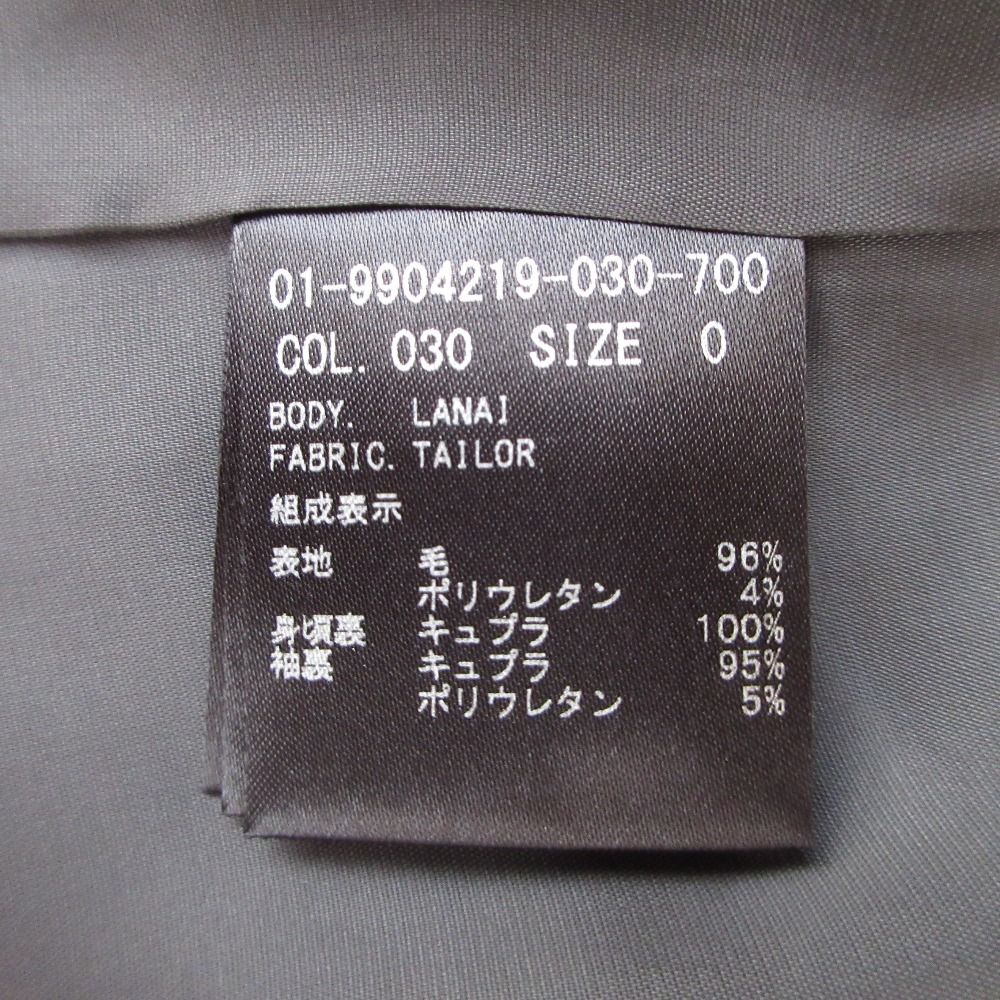 01-9904219-030-700
COL. 030 SIZE 0
BODY. LANAI
FABRIC. TAILOR
組成表示
表地 毛 96%
ポリウレタン 4%
身頃裏 キュプラ 100%
袖裏 キュプラ 95%
ポリウレタン 5%